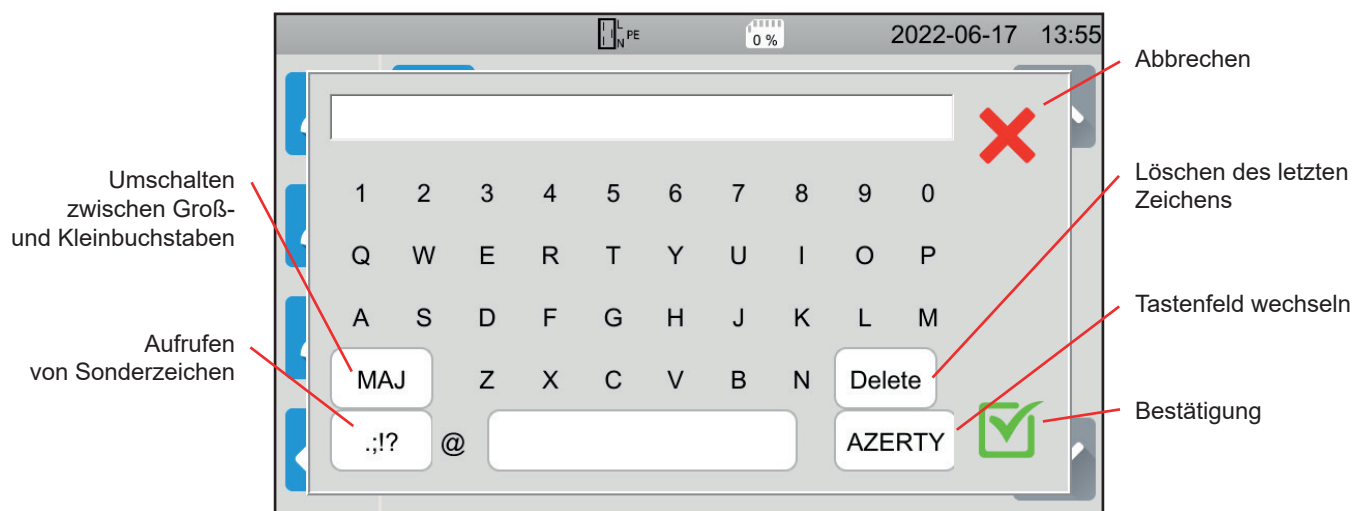 L
N PE
0 %
2022-06-17 13:55
Abbrechen
Umschalten
zwischen Groß-
und Kleinbuchstaben
Löschen des letzten
Zeichens
1 2 3 4 5 6 7 8 9 0
Q W E R T Y U I O P
A S D F G H J K L M
Tastenfeld wechseln
Aufrufen
von Sonderzeichen
MAJ Z X C V B N Delete
.;!? @ AZERTY
Bestätigung